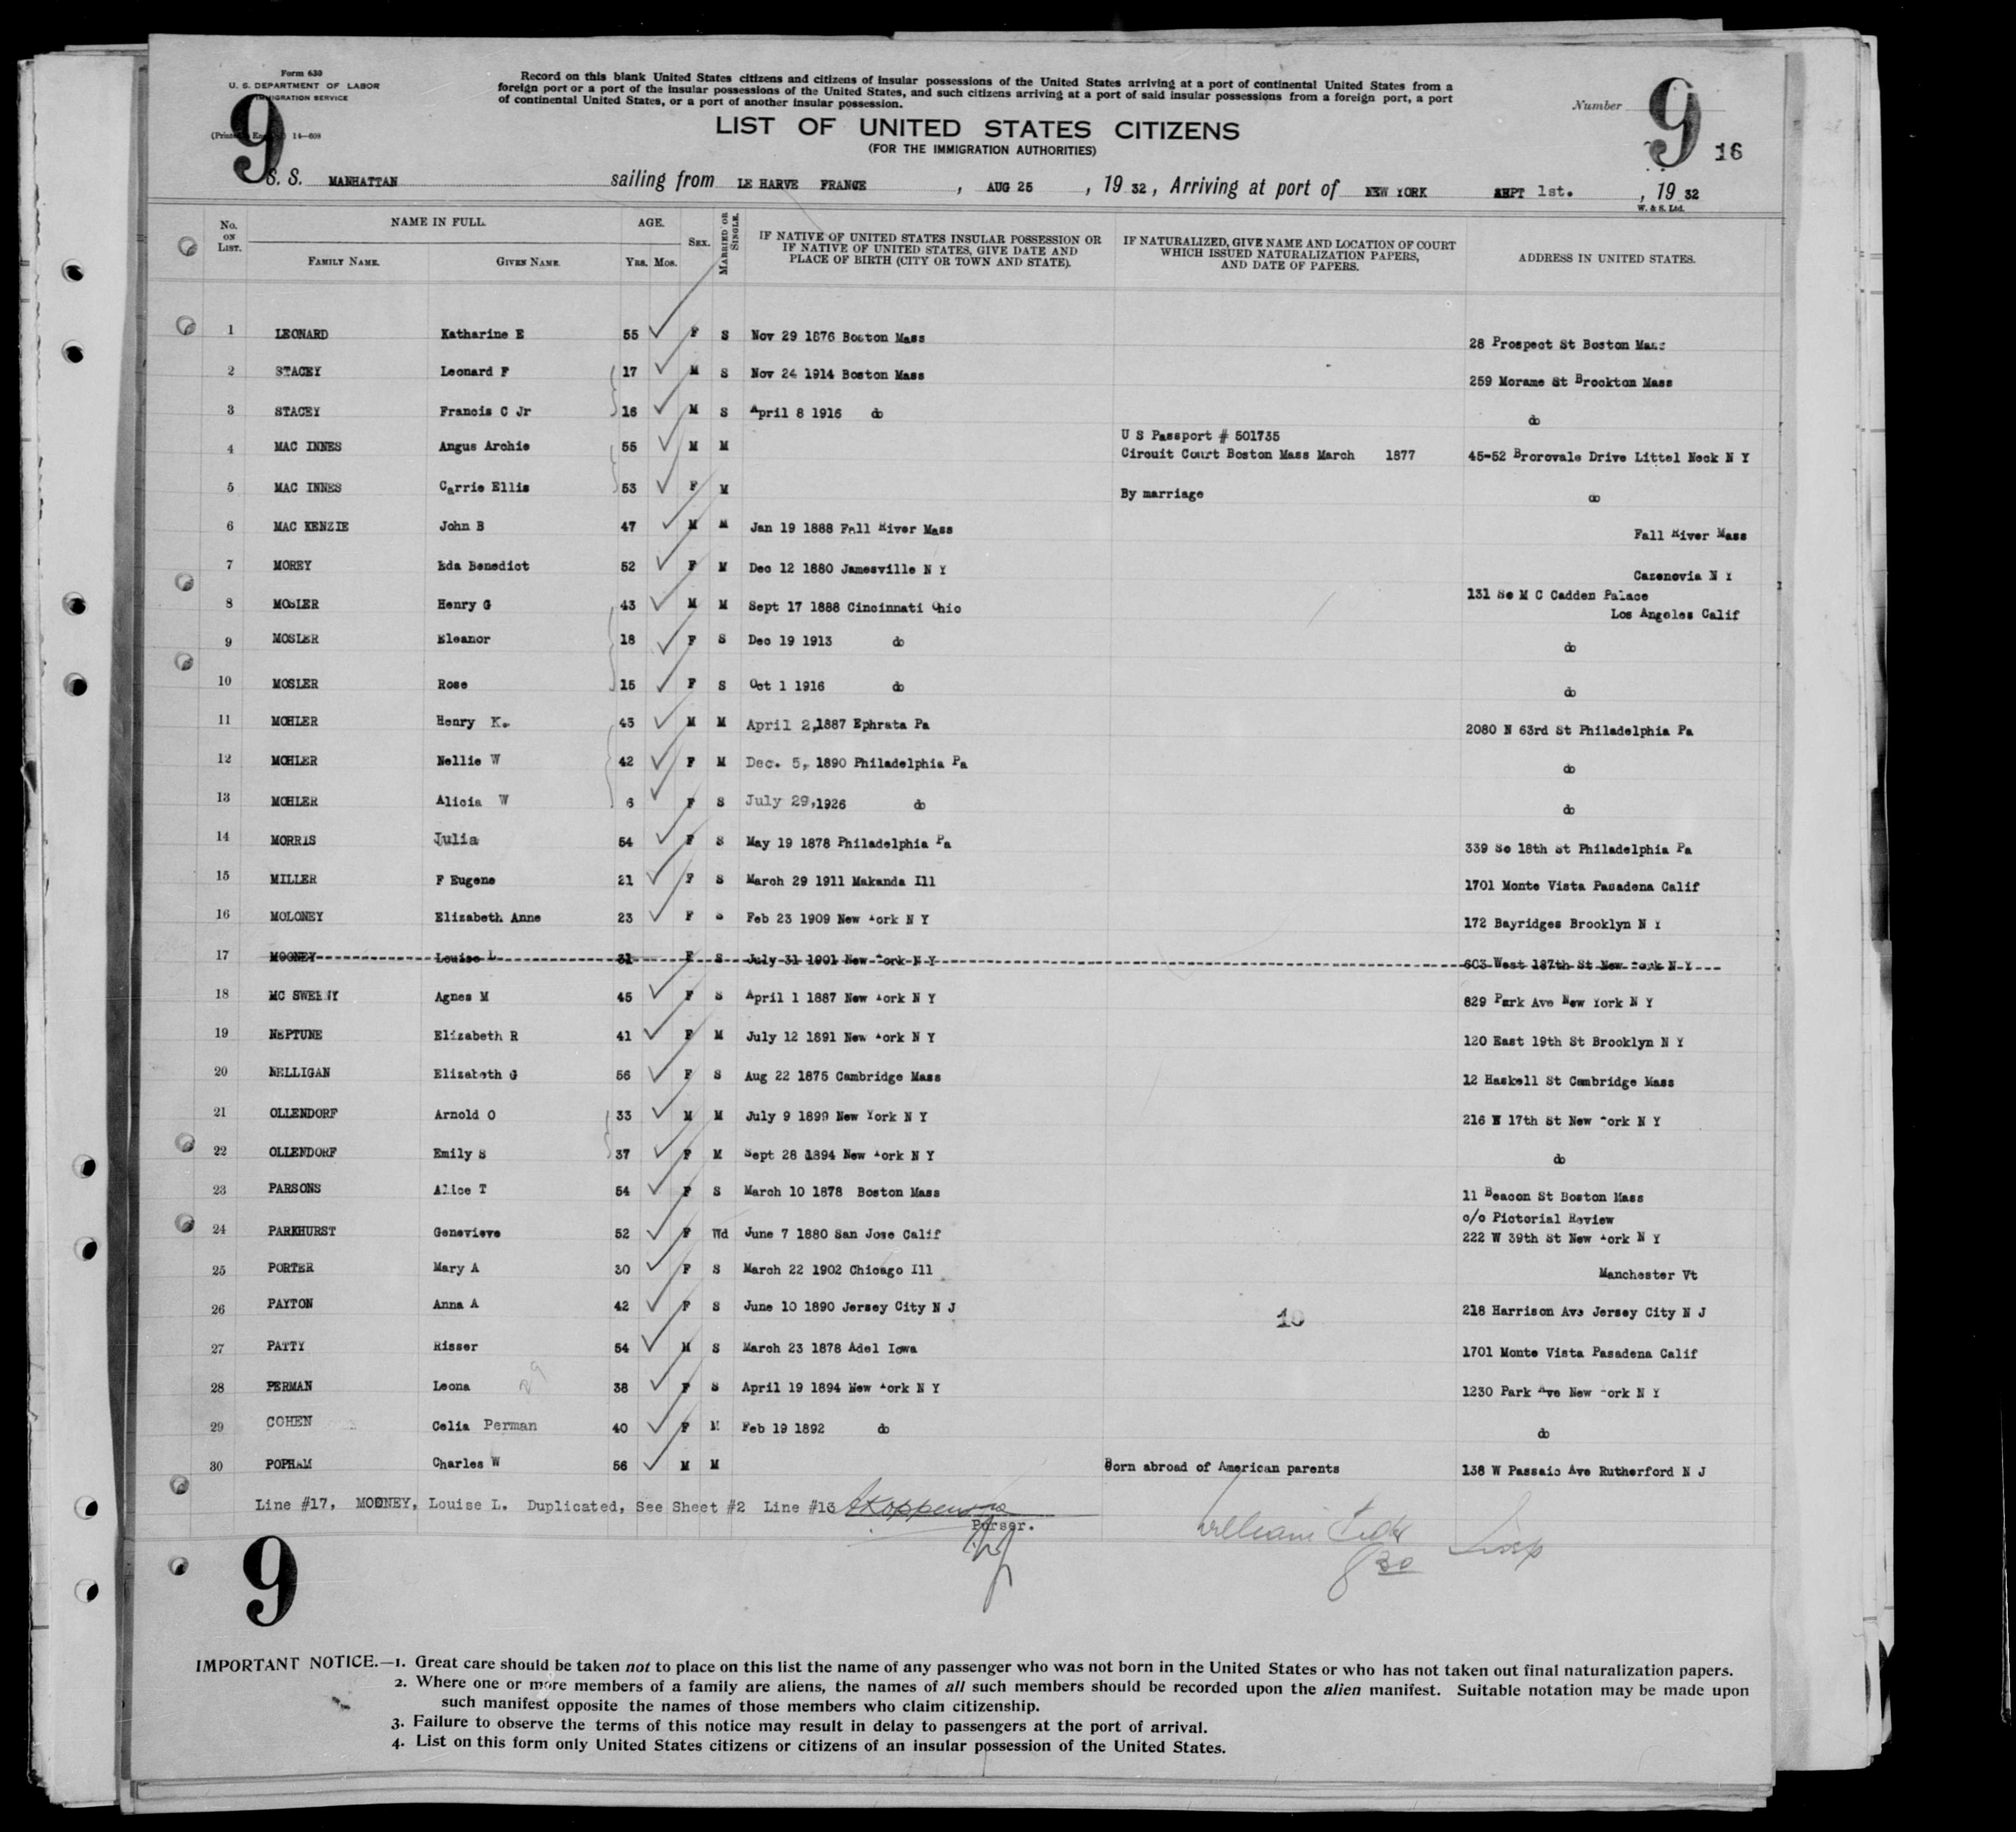 Form 630
U. S. DEPARTMENT OF LABOR
IMMIGRATION SERVICE
14—608
9
Record on this blank United States citizens and citizens of insular possessions of the United States arriving at a port of continental United States from a
foreign port or a port of the insular possessions of the United States, and such citizens arriving at a port of said insular possessions from a foreign port, a port
of continental United States, or a port of another insular possession.
Number 9 16
LIST OF UNITED STATES CITIZENS
(FOR THE IMMIGRATION AUTHORITIES)
S. S. MANHATTAN sailing from LE HARVE FRANCE, AUG 25, 19 32, Arriving at port of NEW YORK SEPT 1st., 19 32
W. & S. Ltd.
No. ON LIST. NAME IN FULL. FAMILY NAME. GIVEN NAME. AGE. YRS. MOS. SEX. MARRIED OR SINGLE. IF NATIVE OF UNITED STATES INSULAR POSSESSION OR IF NATIVE OF UNITED STATES, GIVE DATE AND PLACE OF BIRTH (CITY OR TOWN AND STATE). IF NATURALIZED, GIVE NAME AND LOCATION OF COURT WHICH ISSUED NATURALIZATION PAPERS, AND DATE OF PAPERS. ADDRESS IN UNITED STATES.
1 LEONARD Katharine E 55 F S Nov 29 1876 Boston Mass 28 Prospect St Boston Mass
2 STACEY Leonard F 17 M S Nov 24 1914 Boston Mass 259 Morame St Brockton Mass
3 STACEY Francis C Jr 16 M S April 8 1916 do do
4 MAC INNES Angus Archie 55 M M U S Passport # 501735 Circuit Court Boston Mass March 1877 45-52 Brorovale Drive Littel Neck N Y
5 MAC INNES Carrie Ellis 53 F M By marriage do
6 MAC KENZIE John B 47 M M Jan 19 1888 Fall River Mass Fall River Mass
7 MOREY Eda Benedict 52 F M Dec 12 1880 Jamesville N Y Cazenovia N Y
8 MOSLER Henry G 43 M M Sept 17 1888 Cincinnati Ohio 131 So M C Cadden Palace Los Angeles Calif
9 MOSLER Eleanor 18 F S Dec 19 1913 do do
10 MOSLER Rose 15 F S Oct 1 1916 do do
11 MOHLER Henry K. 45 M M April 2,1887 Ephrata Pa 2080 N 63rd St Philadelphia Pa
12 MOHLER Nellie W 42 F M Dec. 5, 1890 Philadelphia Pa do
13 MOHLER Alicia W 6 F S July 29,1926 do do
14 MORRIS Julia 54 F S May 19 1878 Philadelphia Pa 339 So 18th St Philadelphia Pa
15 MILLER F Eugene 21 F S March 29 1911 Makanda Ill 1701 Monte Vista Pasadena Calif
16 MOLONEY Elizabeth Anne 23 F S Feb 23 1909 New York N Y 172 Bayridges Brooklyn N Y
17 MOONEY Louise L 31 F S July 31 1901 New York N Y 603 West 187th St New York N Y
18 MC SWEENY Agnes M 45 F S April 1 1887 New York N Y 829 Park Ave New York N Y
19 NEPTUNE Elizabeth R 41 F M July 12 1891 New York N Y 120 East 19th St Brooklyn N Y
20 NELLIGAN Elizabeth G 56 F S Aug 22 1875 Cambridge Mass 12 Haskell St Cambridge Mass
21 OLLENDORF Arnold O 33 M M July 9 1899 New York N Y 216 W 17th St New York N Y
22 OLLENDORF Emily S 37 F M Sept 28 1894 New York N Y do
23 PARSONS Alice T 54 F S March 10 1878 Boston Mass 11 Beacon St Boston Mass
24 PARKHURST Genevieve 52 F Wd June 7 1880 San Jose Calif c/o Pictorial Review 222 W 39th St New York N Y
25 PORTER Mary A 30 F S March 22 1902 Chicago Ill Manchester Vt
26 PAYTON Anna A 42 F S June 10 1890 Jersey City N J 10 218 Harrison Ave Jersey City N J
27 PATTY Risser 54 M S March 23 1878 Adel Iowa 1701 Monte Vista Pasadena Calif
28 PERMAN Leona 29 38 F S April 19 1894 New York N Y 1230 Park Ave New York N Y
29 COHEN Celia Perman 40 F M Feb 19 1892 do do
30 POPHAM Charles W 56 M M Born abroad of American parents 138 W Passaic Ave Rutherford N J
Line #17, MOONEY, Louise L. Duplicated, See Sheet #2 Line #13
Purser.
William
8 30
Insp
9
IMPORTANT NOTICE.—1. Great care should be taken not to place on this list the name of any passenger who was not born in the United States or who has not taken out final naturalization papers.
2. Where one or more members of a family are aliens, the names of all such members should be recorded upon the alien manifest. Suitable notation may be made upon
such manifest opposite the names of those members who claim citizenship.
3. Failure to observe the terms of this notice may result in delay to passengers at the port of arrival.
4. List on this form only United States citizens or citizens of an insular possession of the United States.